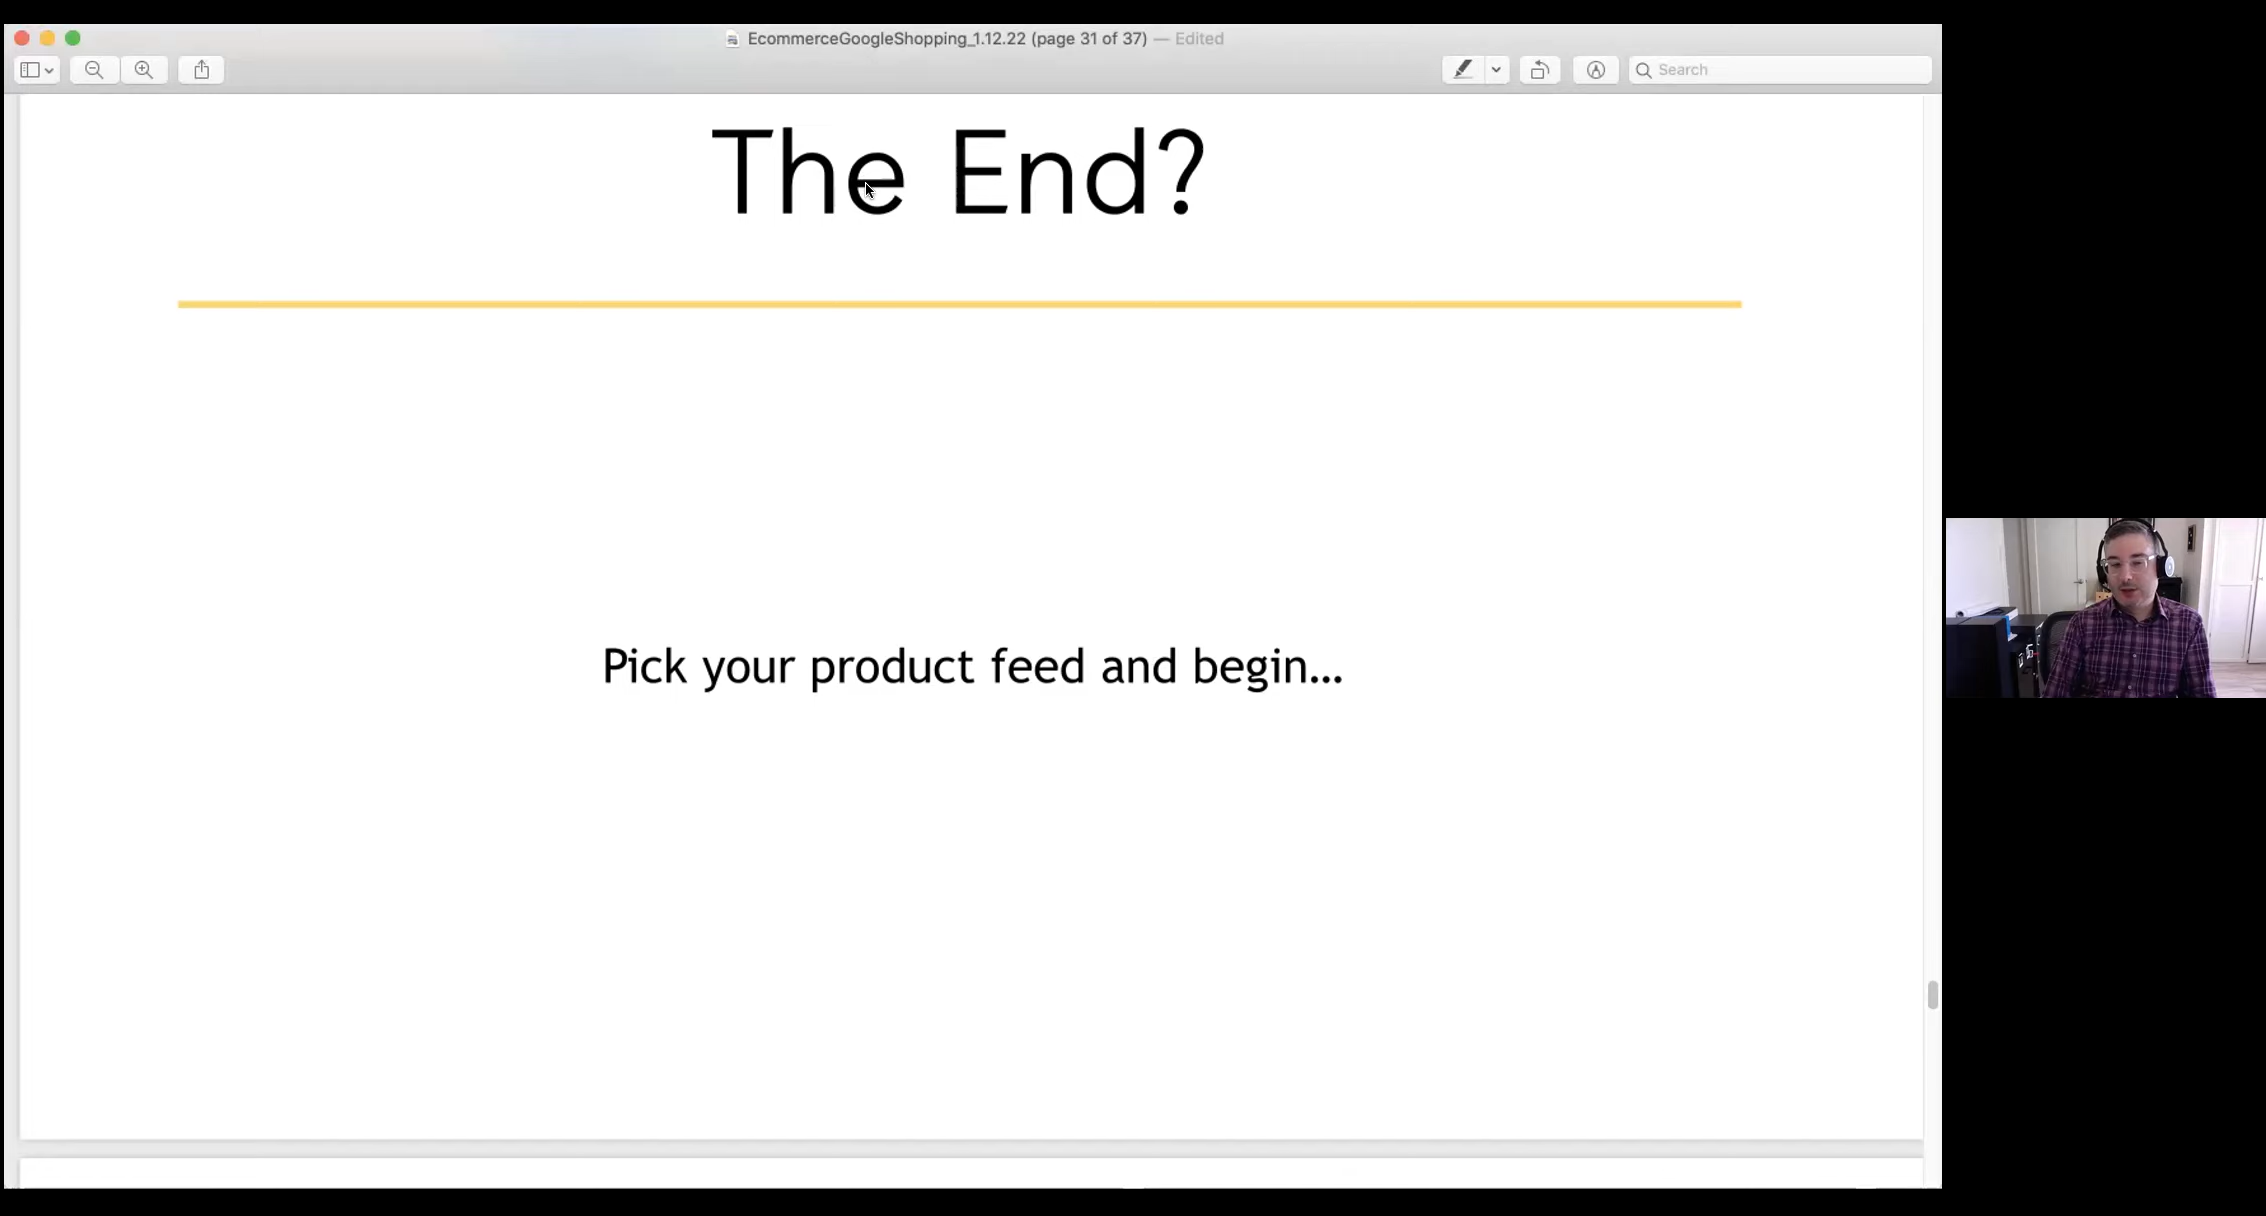 EcommerceGoogleShopping_1.12.22 (page 31 of 37) — Edited
Search
The End?
Pick your product feed and begin...